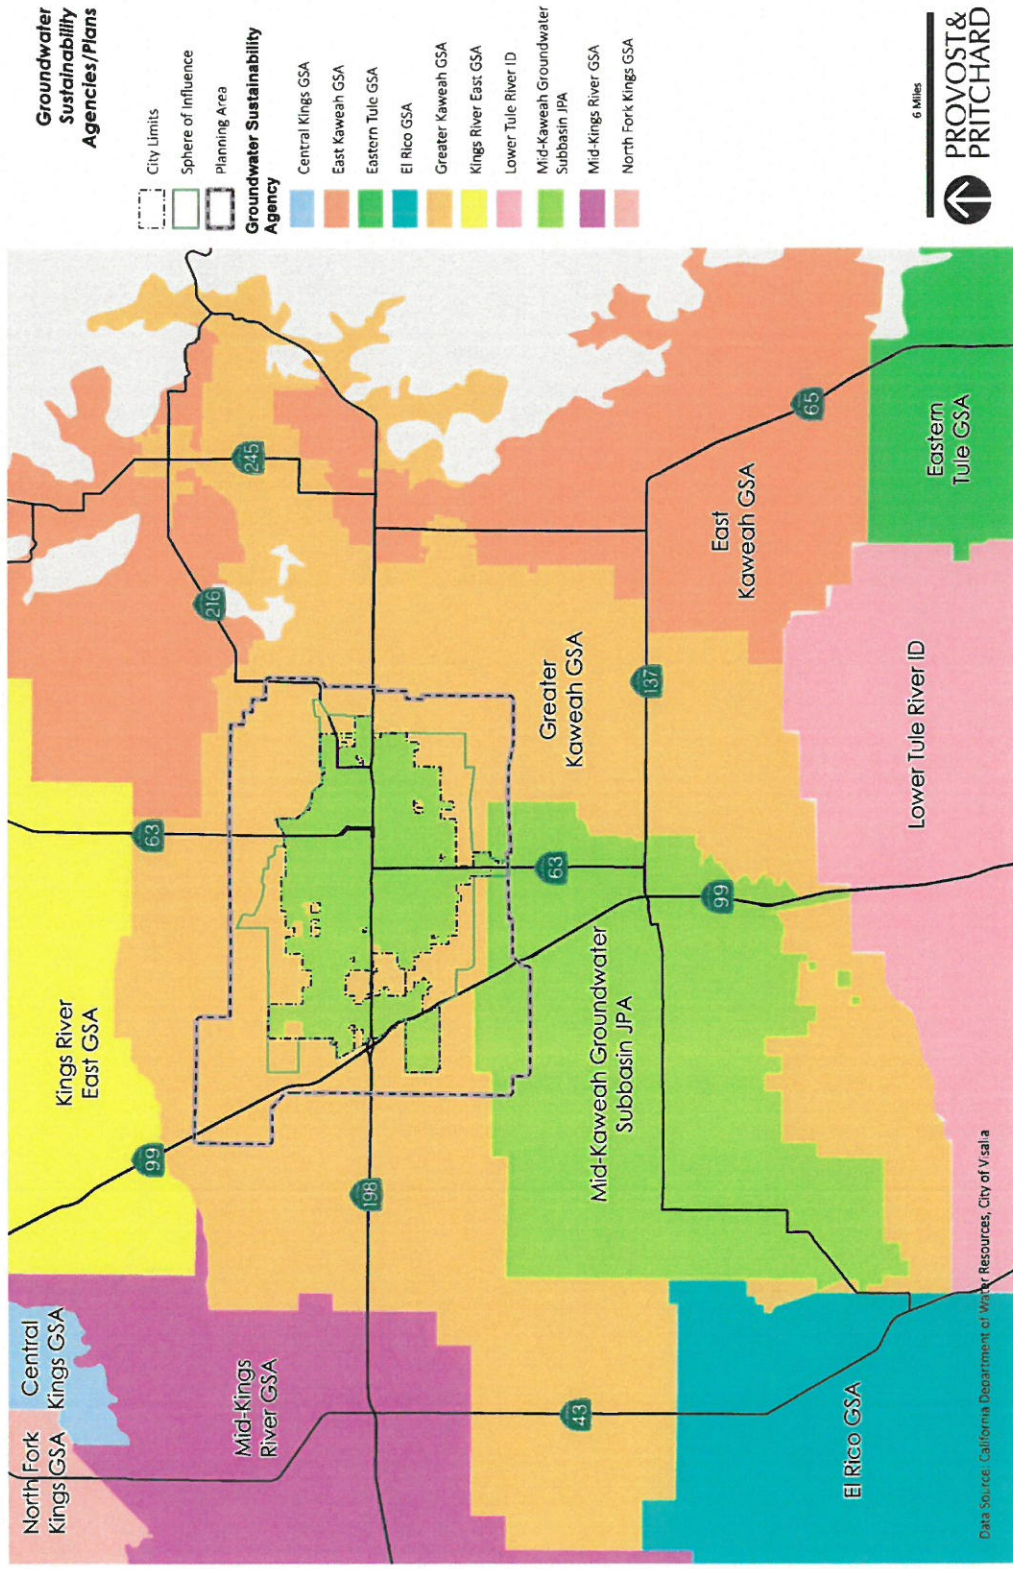 Groundwater
Sustainability
Agencies/Plans
City Limits
Sphere of Influence
Planning Area
Groundwater Sustainability
Agency
Central Kings GSA
East Kaweah GSA
Eastern Tule GSA
El Rico GSA
Greater Kaweah GSA
Kings River East GSA
Lower Tule River ID
Mid-Kaweah Groundwater
Subbasin JPA
Mid-Kings River GSA
North Fork Kings GSA
6 Miles
PROVOST&
PRITCHARD
North Fork
Kings GSA
Central
Kings GSA
Kings River
East GSA
99
63
216
245
Mid-Kings
River GSA
198
43
63
Greater
Kaweah GSA
137
Mid-Kaweah Groundwater
Subbasin JPA
99
East
Kaweah GSA
65
El Rico GSA
Lower Tule River ID
Eastern
Tule GSA
Data Source: California Department of Water Resources, City of Visalia